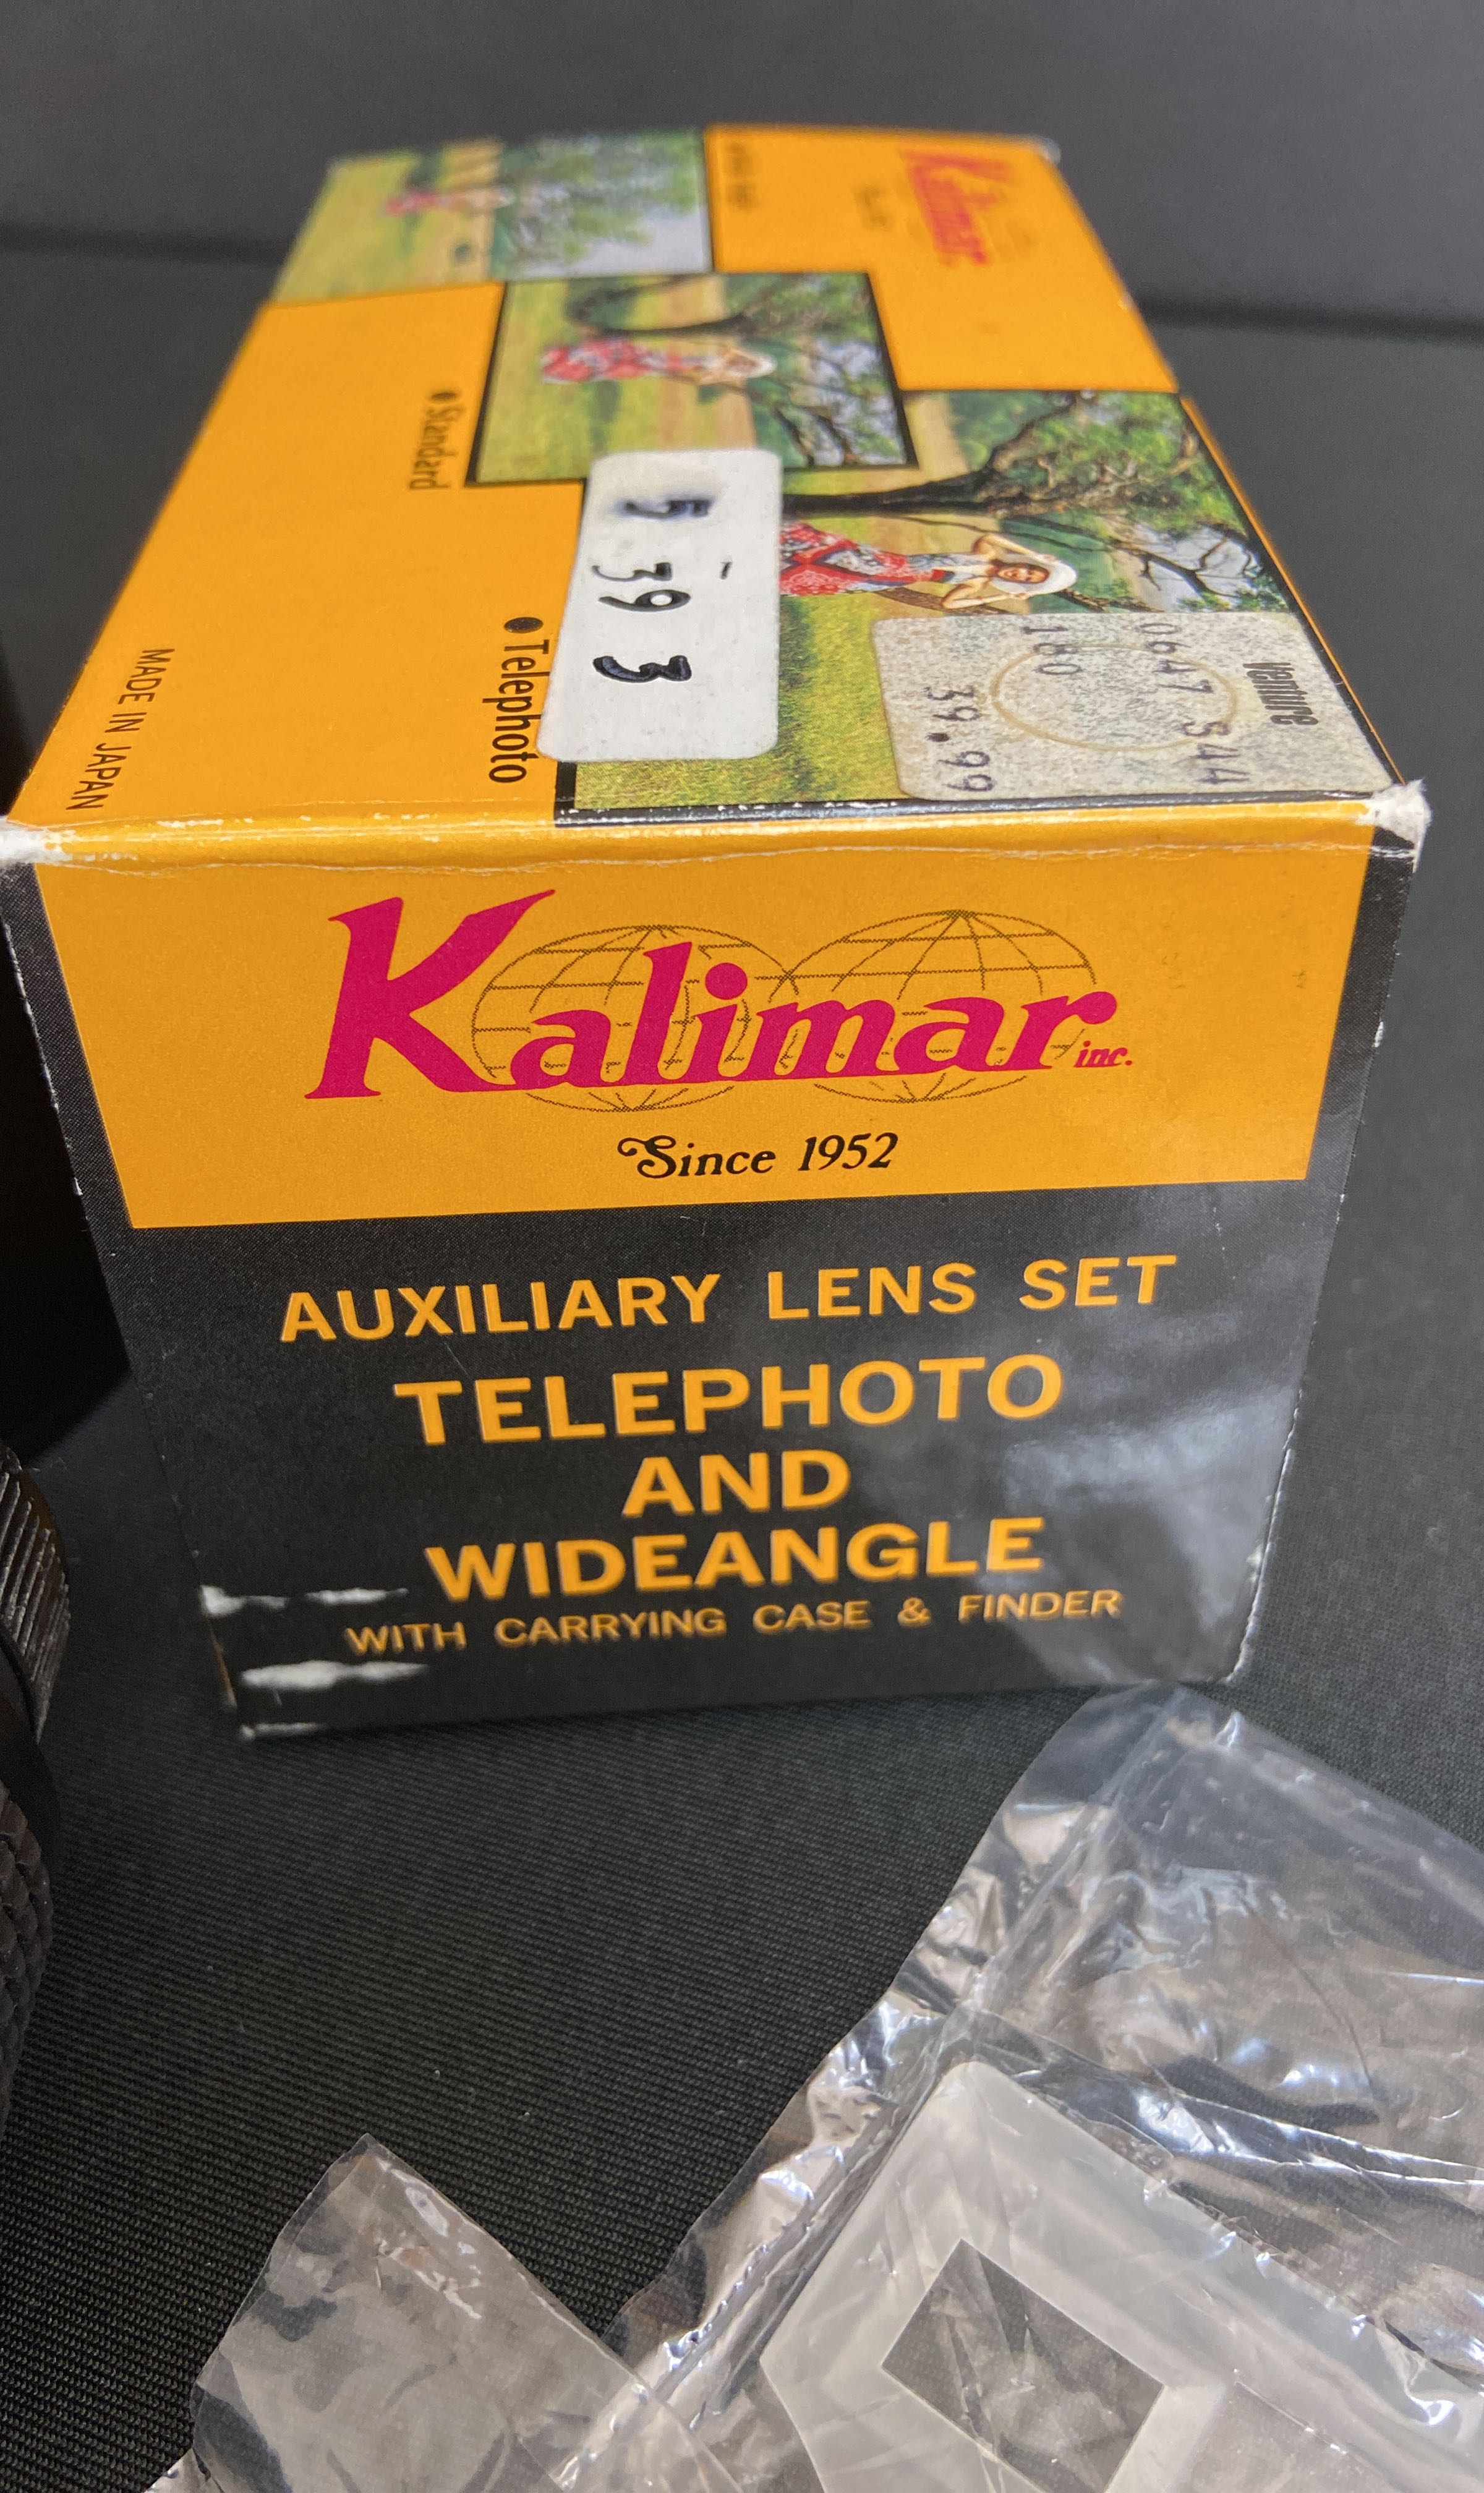 Kalimar
• Standard
• Telephoto
MADE IN JAPAN
5
39
3
Venture
0647 S44
180
39.99
Kalimar inc.
Since 1952
AUXILIARY LENS SET
TELEPHOTO
AND
WIDEANGLE
WITH CARRYING CASE & FINDER